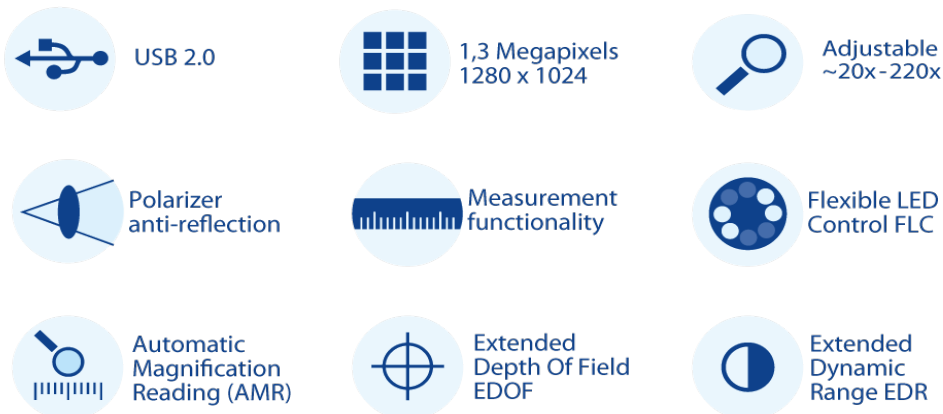 USB 2.0
1,3 Megapixels
1280 x 1024
Adjustable
~20x-220x
Polarizer
anti-reflection
Measurement
functionality
Flexible LED
Control FLC
Automatic
Magnification
Reading (AMR)
Extended
Depth Of Field
EDOF
Extended
Dynamic
Range EDR